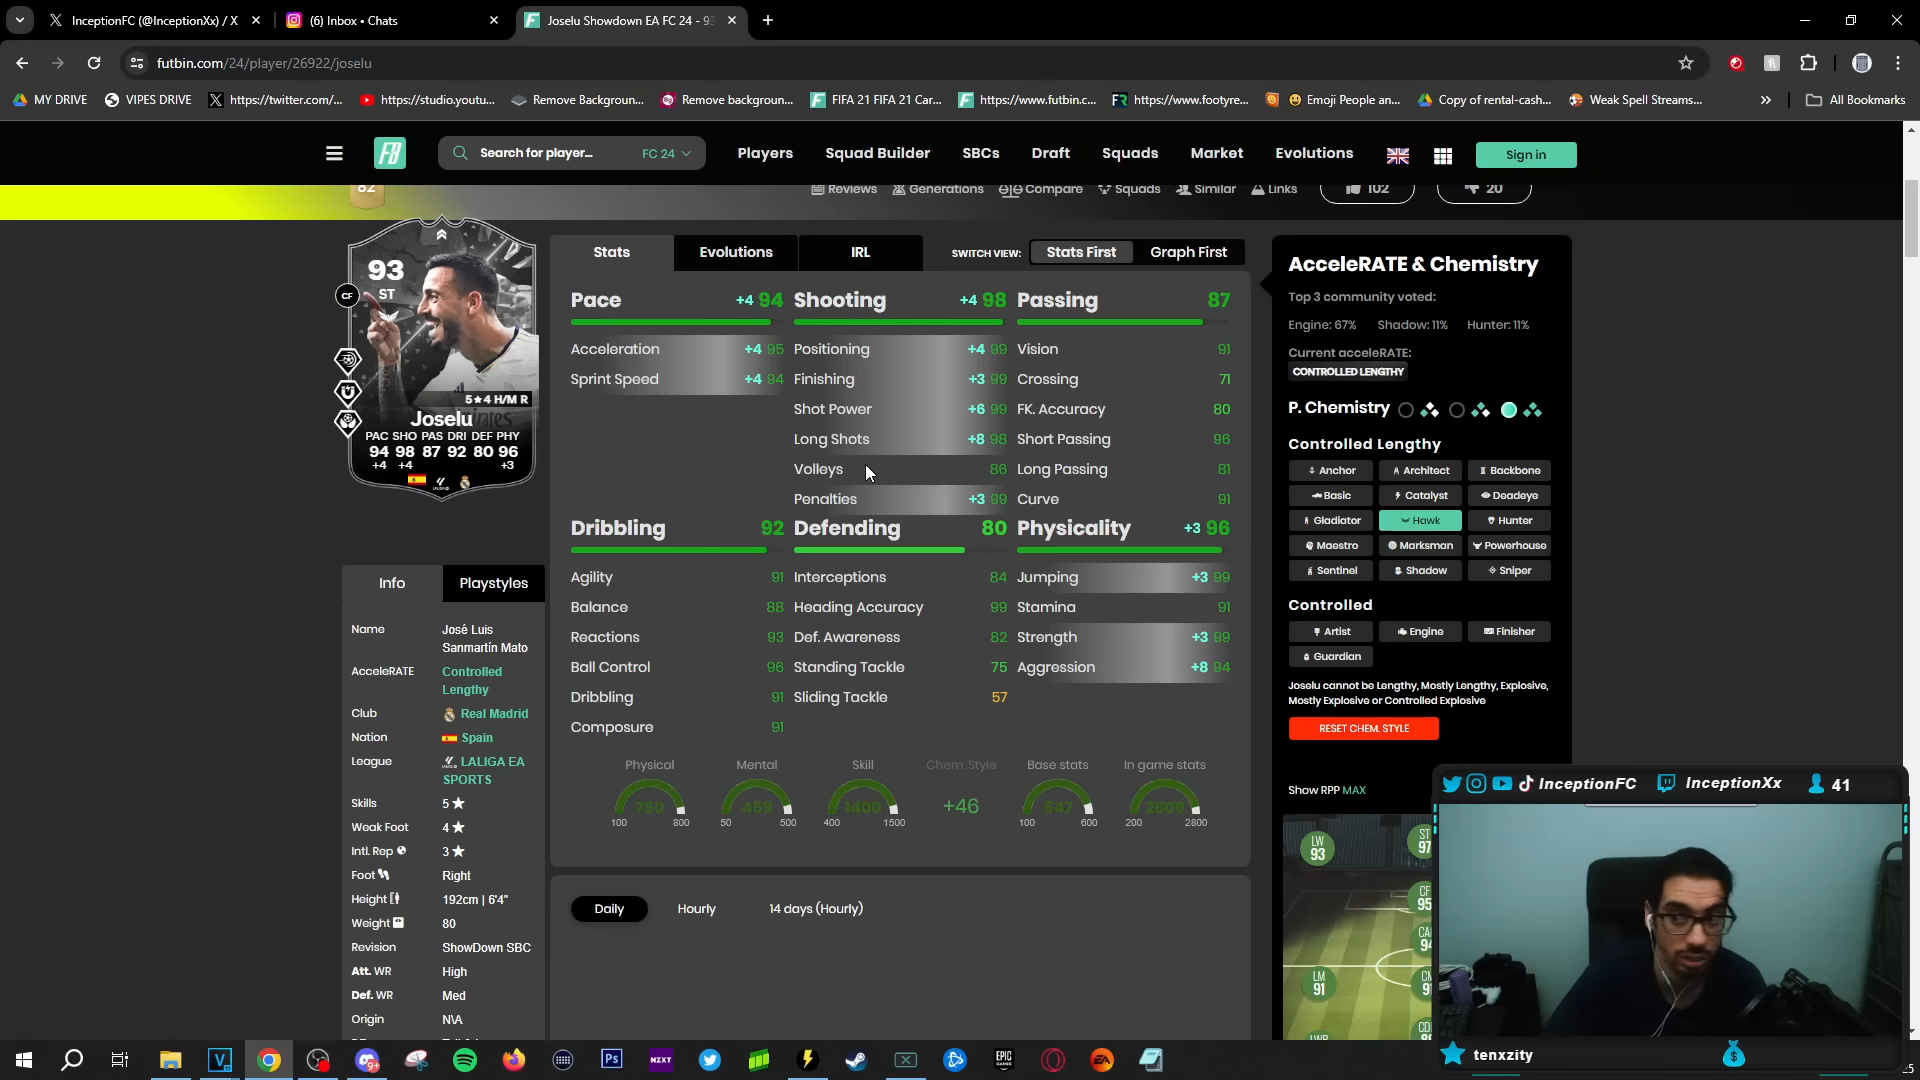 InceptionFC (@InceptionXx) / X
(6) Inbox • Chats
Joselu Showdown EA FC 24 - 93
futbin.com/24/player/26922/joselu
MY DRIVE
VIPES DRIVE
https://twitter.com/...
https://studio.youtu...
Remove Backgroun...
Remove backgroun...
FIFA 21 FIFA 21 Car...
https://www.futbin.c...
https://www.footyre...
Emoji People an...
Copy of rental-cash...
Weak Spell Streams...
All Bookmarks
Search for player...
FC 24
Players
Squad Builder
SBCs
Draft
Squads
Market
Evolutions
Sign in
82
Reviews
Generations
Compare
Squads
Similar
Links
102
20
93
ST
CF
5★4 H/M R
Joselu
PAC SHO PAS DRI DEF PHY
94 98 87 92 80 96
+4 +4 +3
Stats
Evolutions
IRL
SWITCH VIEW:
Stats First
Graph First
Pace +4 94
Acceleration +4 95
Sprint Speed +4 94
Shooting +4 98
Positioning +4 99
Finishing +3 99
Shot Power +6 99
Long Shots +8 98
Volleys 86
Penalties +3 99
Passing 87
Vision 91
Crossing 71
FK. Accuracy 80
Short Passing 96
Long Passing 81
Curve 91
Dribbling 92
Agility 91
Balance 88
Reactions 93
Ball Control 96
Dribbling 91
Composure 91
Defending 80
Interceptions 84
Heading Accuracy 99
Def. Awareness 82
Standing Tackle 75
Sliding Tackle 57
Physicality +3 96
Jumping +3 99
Stamina 91
Strength +3 99
Aggression +8 94
Physical
750
100 800
Mental
459
50 500
Skill
1400
400 1500
Chem. Style
+46
Base stats
547
100 600
In game stats
2609
200 2800
Daily
Hourly
14 days (Hourly)
Info
Playstyles
Name José Luis Sanmartín Mato
AcceleRATE Controlled Lengthy
Club Real Madrid
Nation Spain
League LALIGA EA SPORTS
Skills 5 ★
Weak Foot 4 ★
Intl. Rep 3 ★
Foot Right
Height 192cm | 6'4"
Weight 80
Revision ShowDown SBC
Att. WR High
Def. WR Med
Origin N\A
AcceleRATE & Chemistry
Top 3 community voted:
Engine: 67% Shadow: 11% Hunter: 11%
Current acceleRATE:
CONTROLLED LENGTHY
P. Chemistry
Controlled Lengthy
Anchor Architect Backbone
Basic Catalyst Deadeye
Gladiator Hawk Hunter
Maestro Marksman Powerhouse
Sentinel Shadow Sniper
Controlled
Artist Engine Finisher
Guardian
Joselu cannot be Lengthy, Mostly Lengthy, Explosive,
Mostly Explosive or Controlled Explosive
RESET CHEM. STYLE
Show RPP MAX
LW
93
ST
97
CF
95
LM
91
InceptionFC
InceptionXx
41
tenxzity
9+
Ps
NZXT
EPIC GAMES
EA